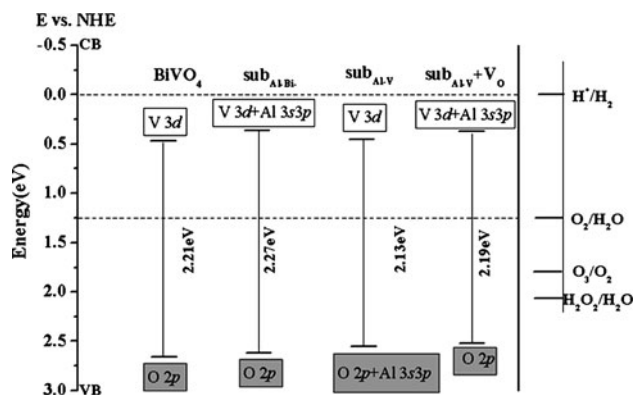 E vs. NHE
-0.5 CB
BiVO4 subAl-Bi- subAl-V subAl-V+VO
0.0 H+/H2
V 3d V 3d+Al 3s3p V 3d V 3d+Al 3s3p
0.5
1.0
Energy(eV)
O2/H2O
1.5
2.21eV 2.27eV 2.13eV 2.19eV
O3/O2
2.0
H2O2/H2O
2.5
O 2p O 2p O 2p+Al 3s3p O 2p
3.0 VB